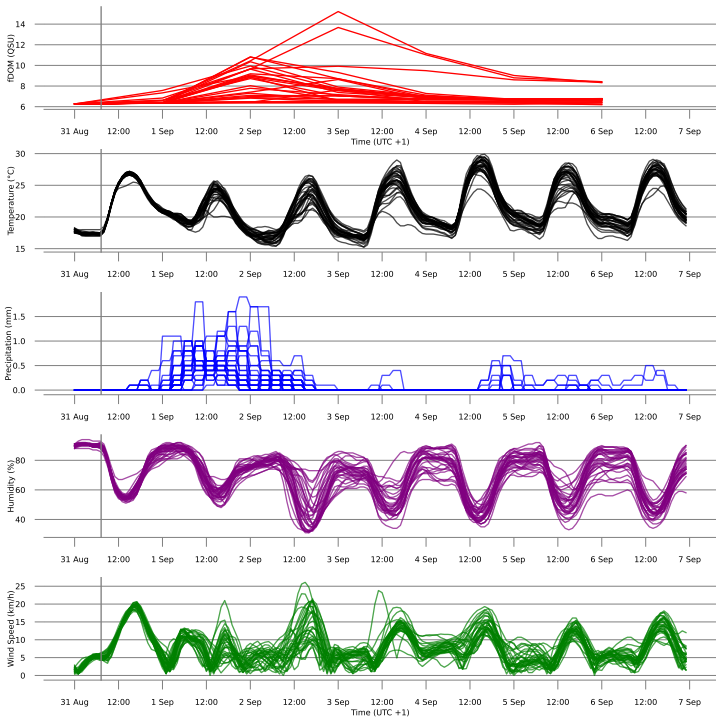 14
12
10
8
6
fDOM (QSU)
31 Aug 12:00 1 Sep 12:00 2 Sep 12:00 3 Sep 12:00 4 Sep 12:00 5 Sep 12:00 6 Sep 12:00 7 Sep
Time (UTC +1)
30
25
20
15
Temperature (°C)
31 Aug 12:00 1 Sep 12:00 2 Sep 12:00 3 Sep 12:00 4 Sep 12:00 5 Sep 12:00 6 Sep 12:00 7 Sep
1.5
1.0
0.5
0.0
Precipitation (mm)
31 Aug 12:00 1 Sep 12:00 2 Sep 12:00 3 Sep 12:00 4 Sep 12:00 5 Sep 12:00 6 Sep 12:00 7 Sep
80
60
40
Humidity (%)
31 Aug 12:00 1 Sep 12:00 2 Sep 12:00 3 Sep 12:00 4 Sep 12:00 5 Sep 12:00 6 Sep 12:00 7 Sep
25
20
15
10
5
0
Wind Speed (km/h)
31 Aug 12:00 1 Sep 12:00 2 Sep 12:00 3 Sep 12:00 4 Sep 12:00 5 Sep 12:00 6 Sep 12:00 7 Sep
Time (UTC +1)